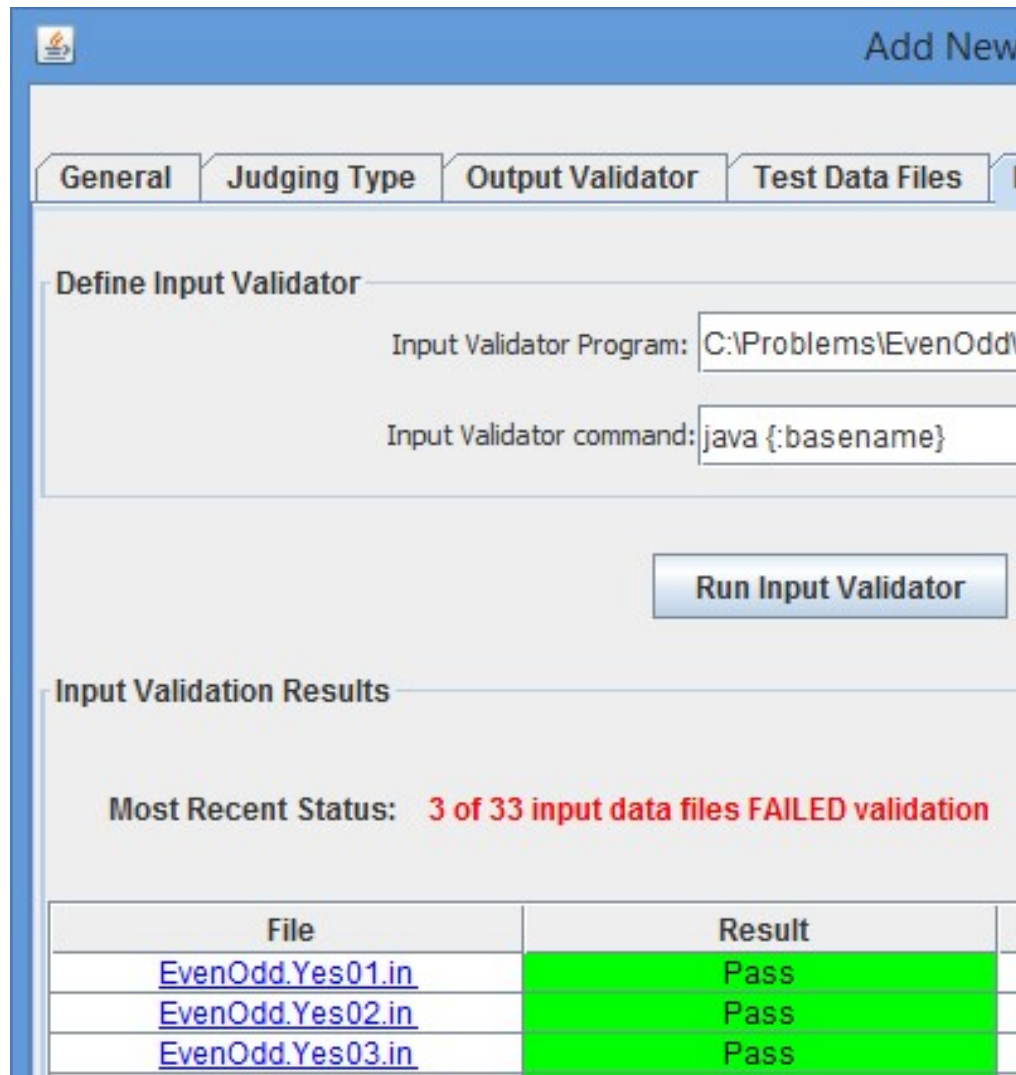 Add New
General Judging Type Output Validator Test Data Files
Define Input Validator
Input Validator Program: C:\Problems\EvenOdd\
Input Validator command: java {:basename}
Run Input Validator
Input Validation Results
Most Recent Status: 3 of 33 input data files FAILED validation
File Result
EvenOdd.Yes01.in Pass
EvenOdd.Yes02.in Pass
EvenOdd.Yes03.in Pass